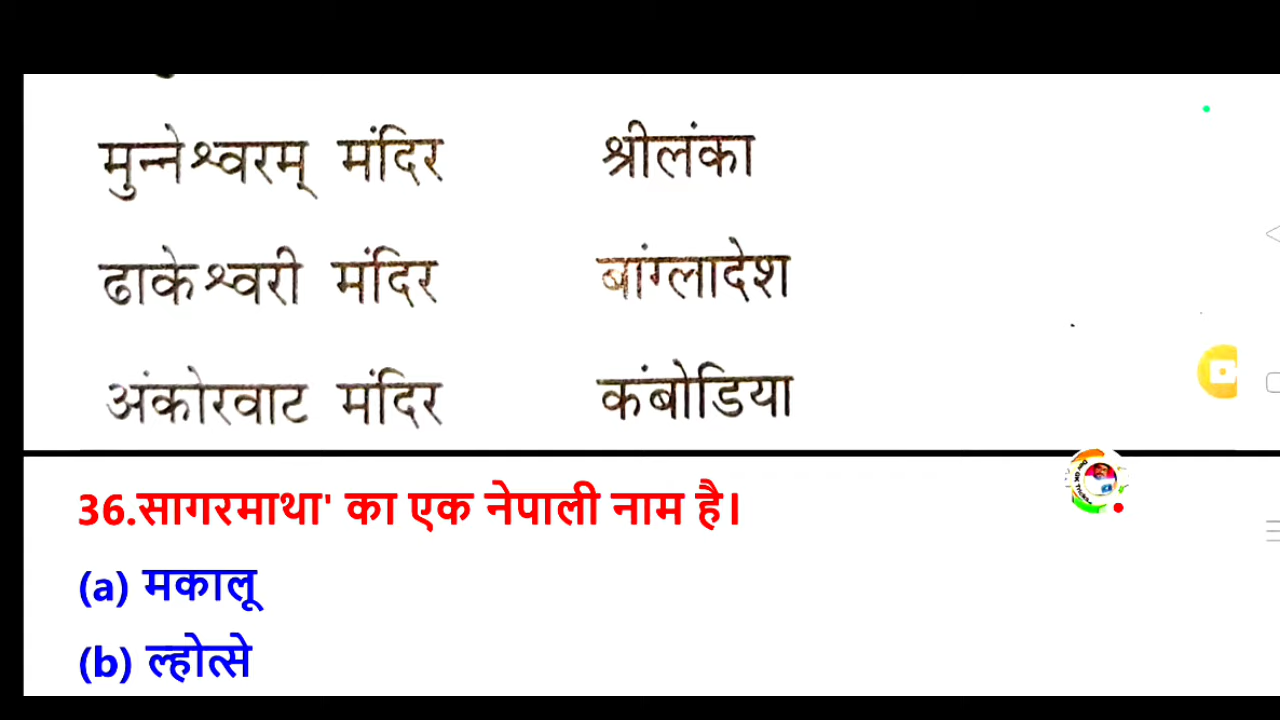 मुन्नेश्वरम् मंदिर श्रीलंका
ढाकेश्वरी मंदिर बांग्लादेश
अंकोरवाट मंदिर कंबोडिया
36.सागरमाथा' का एक नेपाली नाम है।
(a) मकालू
(b) ल्होत्से